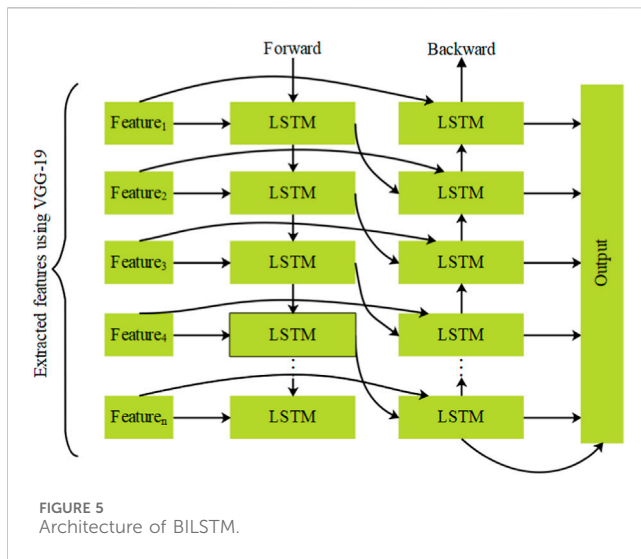 Forward Backward
Extracted features using VGG-19
Feature1 LSTM LSTM
Feature2 LSTM LSTM
Feature3 LSTM LSTM
Feature4 LSTM LSTM
Featuren LSTM LSTM
Output
FIGURE 5
Architecture of BILSTM.